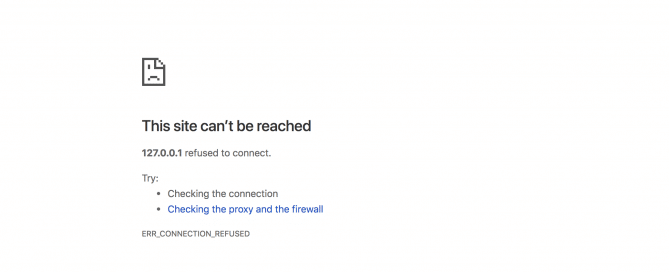 This site can’t be reached
127.0.0.1 refused to connect.
Try:
• Checking the connection
• Checking the proxy and the firewall
ERR_CONNECTION_REFUSED